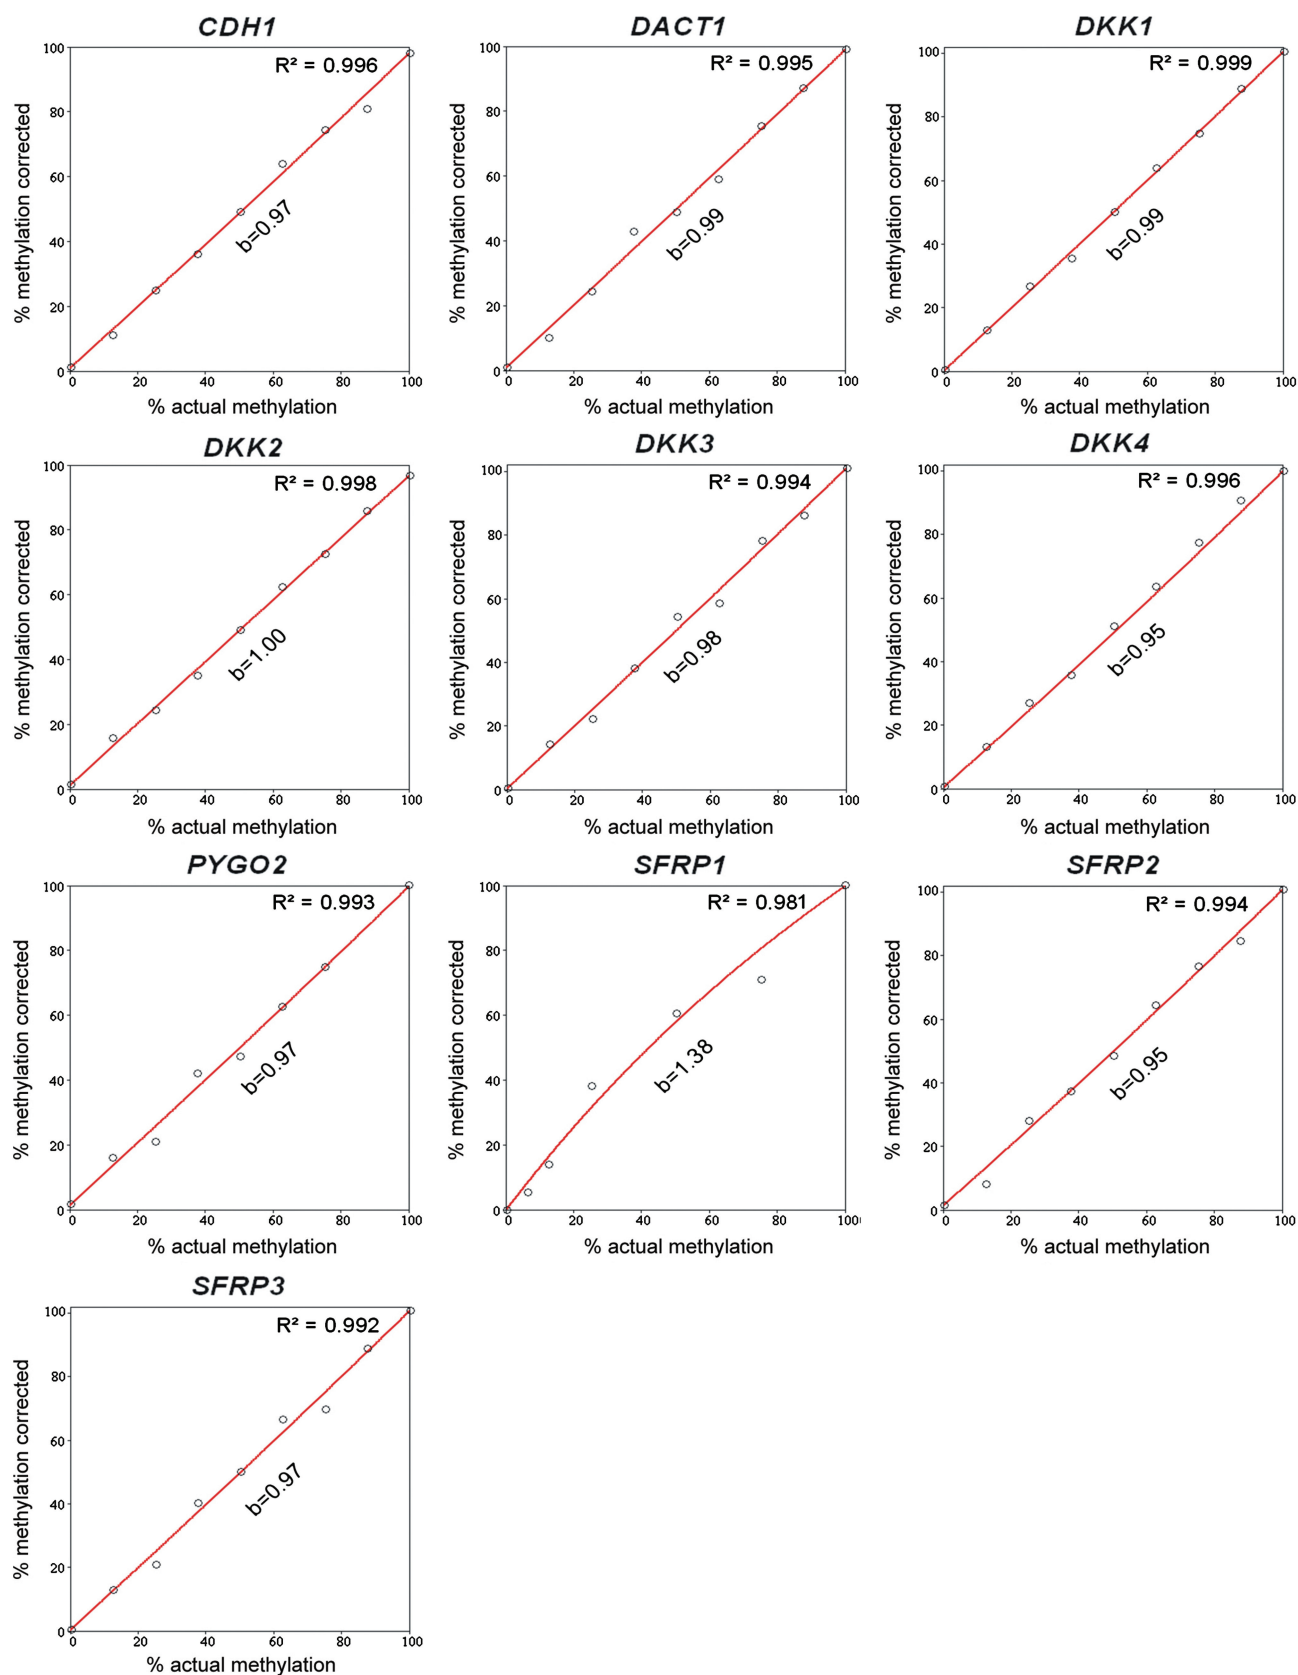 CDH1
R² = 0.996
100
80
60
40
20
0
% methylation corrected
b=0.97
0 20 40 60 80 100
% actual methylation
DACT1
R² = 0.995
100
80
60
40
20
0
% methylation corrected
b=0.99
0 20 40 60 80 100
% actual methylation
DKK1
R² = 0.999
100
80
60
40
20
0
% methylation corrected
b=0.99
0 20 40 60 80 100
% actual methylation
DKK2
R² = 0.998
100
80
60
40
20
0
% methylation corrected
b=1.00
0 20 40 60 80 100
% actual methylation
DKK3
R² = 0.994
100
80
60
40
20
0
% methylation corrected
b=0.98
0 20 40 60 80 100
% actual methylation
DKK4
R² = 0.996
100
80
60
40
20
0
% methylation corrected
b=0.95
0 20 40 60 80 100
% actual methylation
PYGO2
R² = 0.993
100
80
60
40
20
0
% methylation corrected
b=0.97
0 20 40 60 80 100
% actual methylation
SFRP1
R² = 0.981
100
80
60
40
20
0
% methylation corrected
b=1.38
0 20 40 60 80 100
% actual methylation
SFRP2
R² = 0.994
100
80
60
40
20
0
% methylation corrected
b=0.95
0 20 40 60 80 100
% actual methylation
SFRP3
R² = 0.992
100
80
60
40
20
0
% methylation corrected
b=0.97
0 20 40 60 80 100
% actual methylation